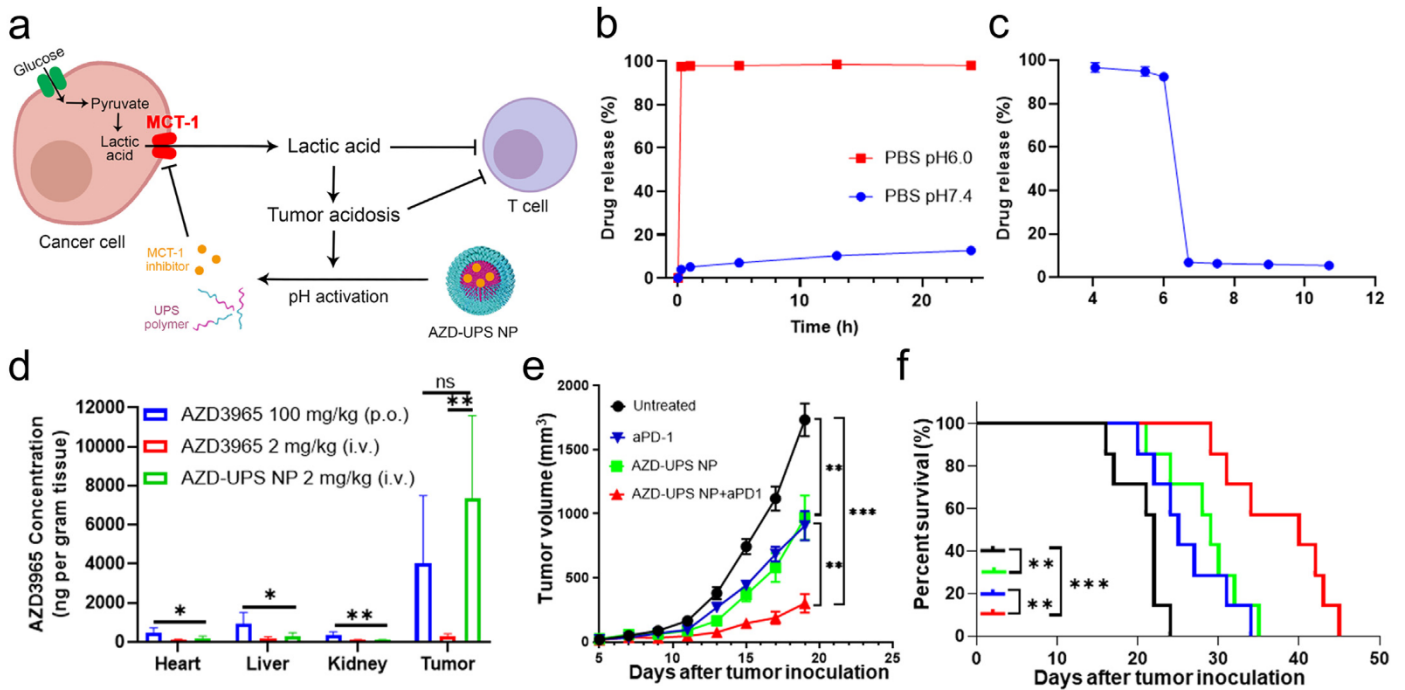 a
Glucose
Pyruvate
MCT-1
Lactic
acid
Lactic acid
Tumor acidosis
T cell
Cancer cell
MCT-1
inhibitor
UPS
polymer
pH activation
AZD-UPS NP
b
Drug release (%)
100
80
60
40
20
0
PBS pH6.0
PBS pH7.4
0
10
20
Time (h)
c
Drug release (%)
100
80
60
40
20
0
4
6
8
10
12
d
AZD3965 Concentration
(ng per gram tissue)
12000
10000
8000
6000
4000
2000
0
AZD3965 100 mg/kg (p.o.)
AZD3965 2 mg/kg (i.v.)
AZD-UPS NP 2 mg/kg (i.v.)
ns
**
*
*
**
Heart
Liver
Kidney
Tumor
e
Tumor volume (mm³)
2000
1500
1000
500
0
Untreated
aPD-1
AZD-UPS NP
AZD-UPS NP+aPD1
**
**
***
5
10
15
20
25
Days after tumor inoculation
f
Percent survival (%)
100
80
60
40
20
0
**
**
***
0
10
20
30
40
50
Days after tumor inoculation